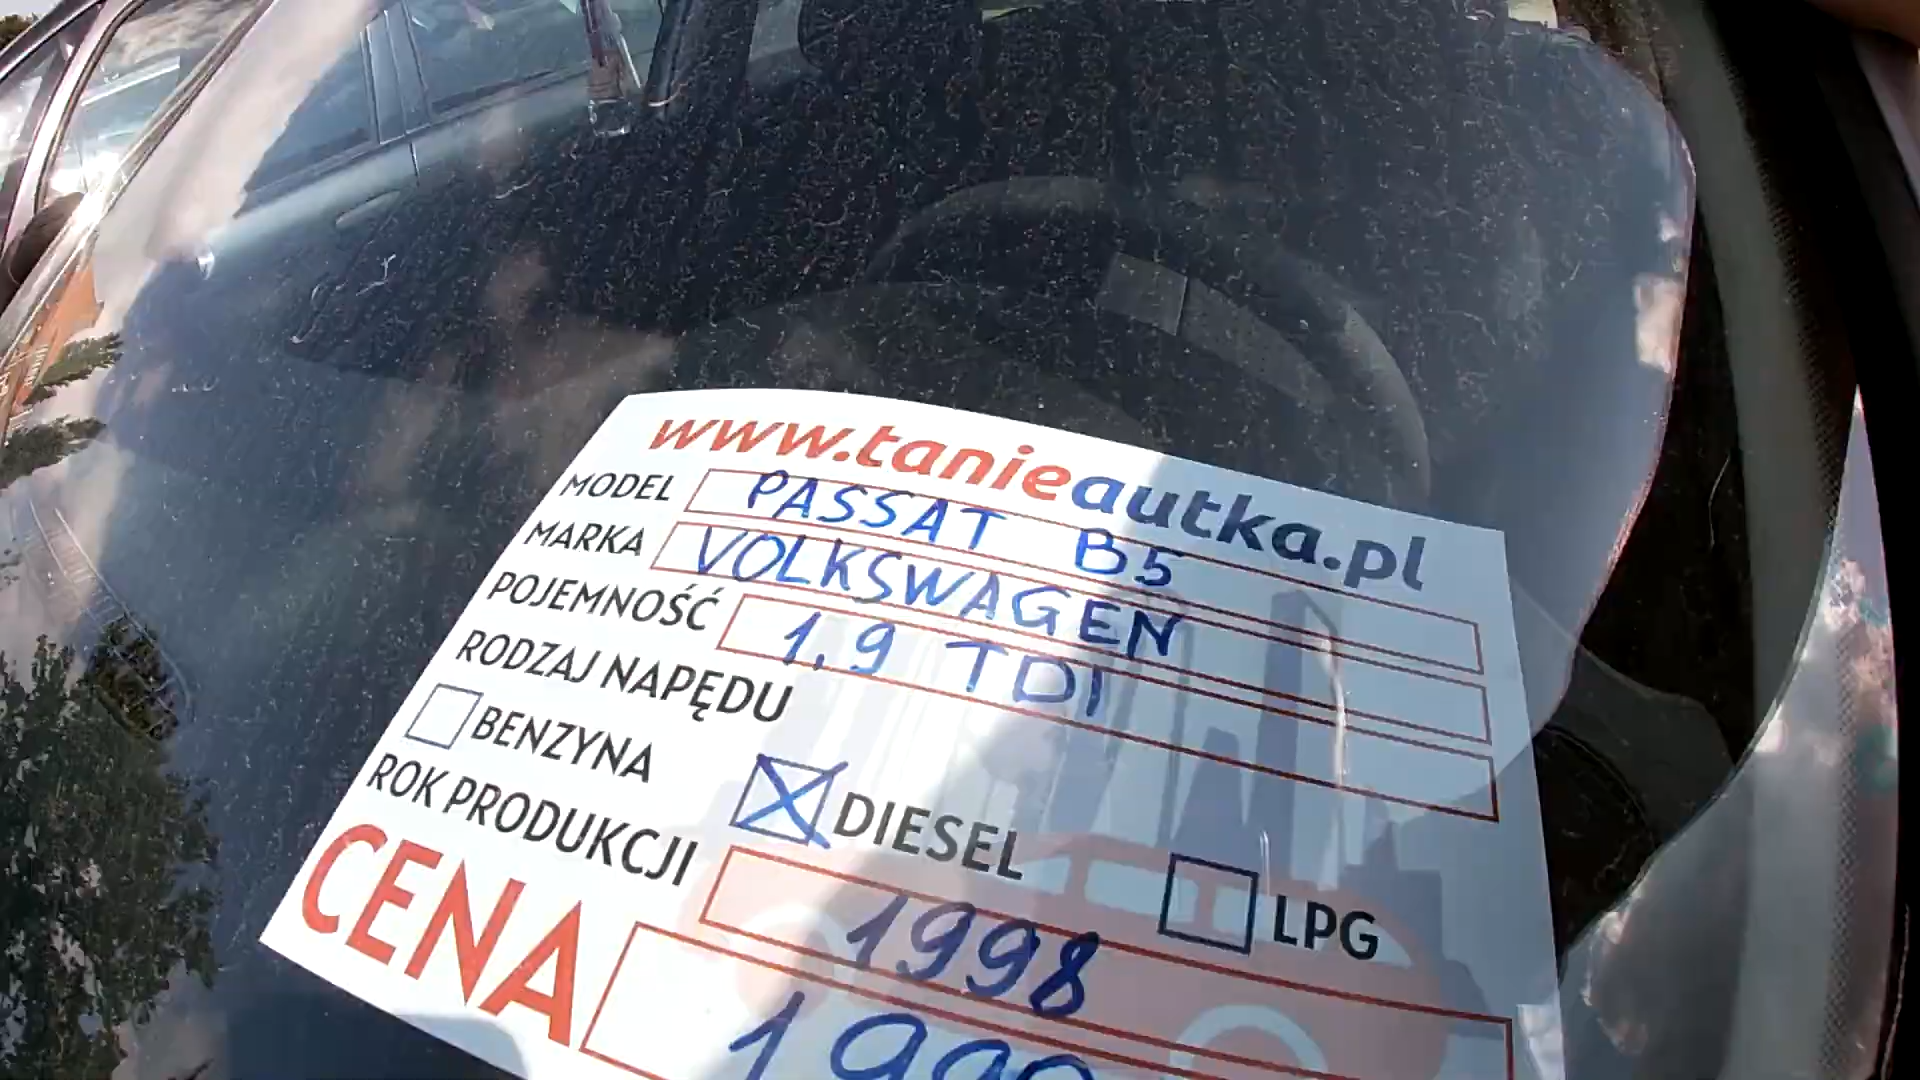 www.tanieautka.pl
MODEL PASSAT B5
MARKA VOLKSWAGEN
POJEMNOŚĆ 1.9 TDI
RODZAJ NAPĘDU
BENZYNA DIESEL LPG
ROK PRODUKCJI 1998
CENA